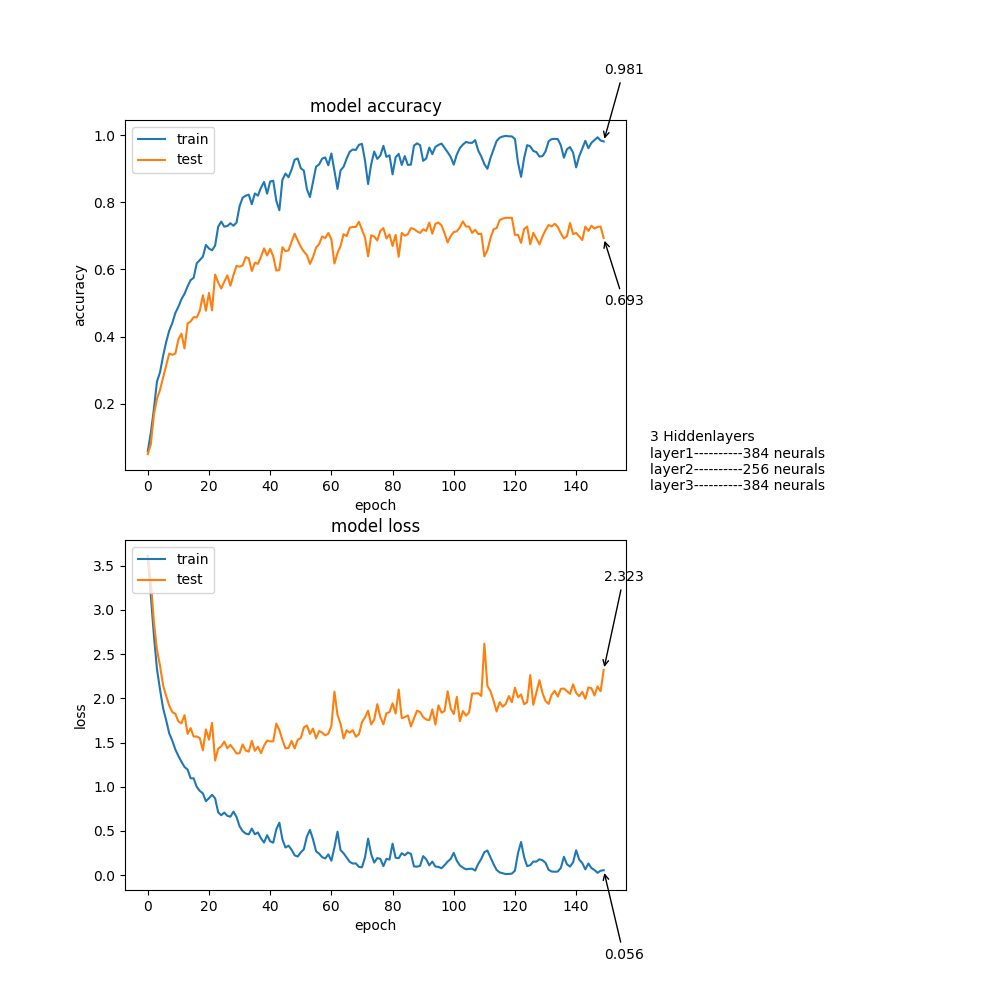 0.981
model accuracy
train
test
1.0
0.8
0.6
0.4
0.2
accuracy
0.693
0 20 40 60 80 100 120 140
epoch
3 Hiddenlayers
layer1----------384 neurals
layer2----------256 neurals
layer3----------384 neurals
model loss
train
test
2.323
3.5
3.0
2.5
2.0
1.5
1.0
0.5
0.0
loss
0 20 40 60 80 100 120 140
epoch
0.056